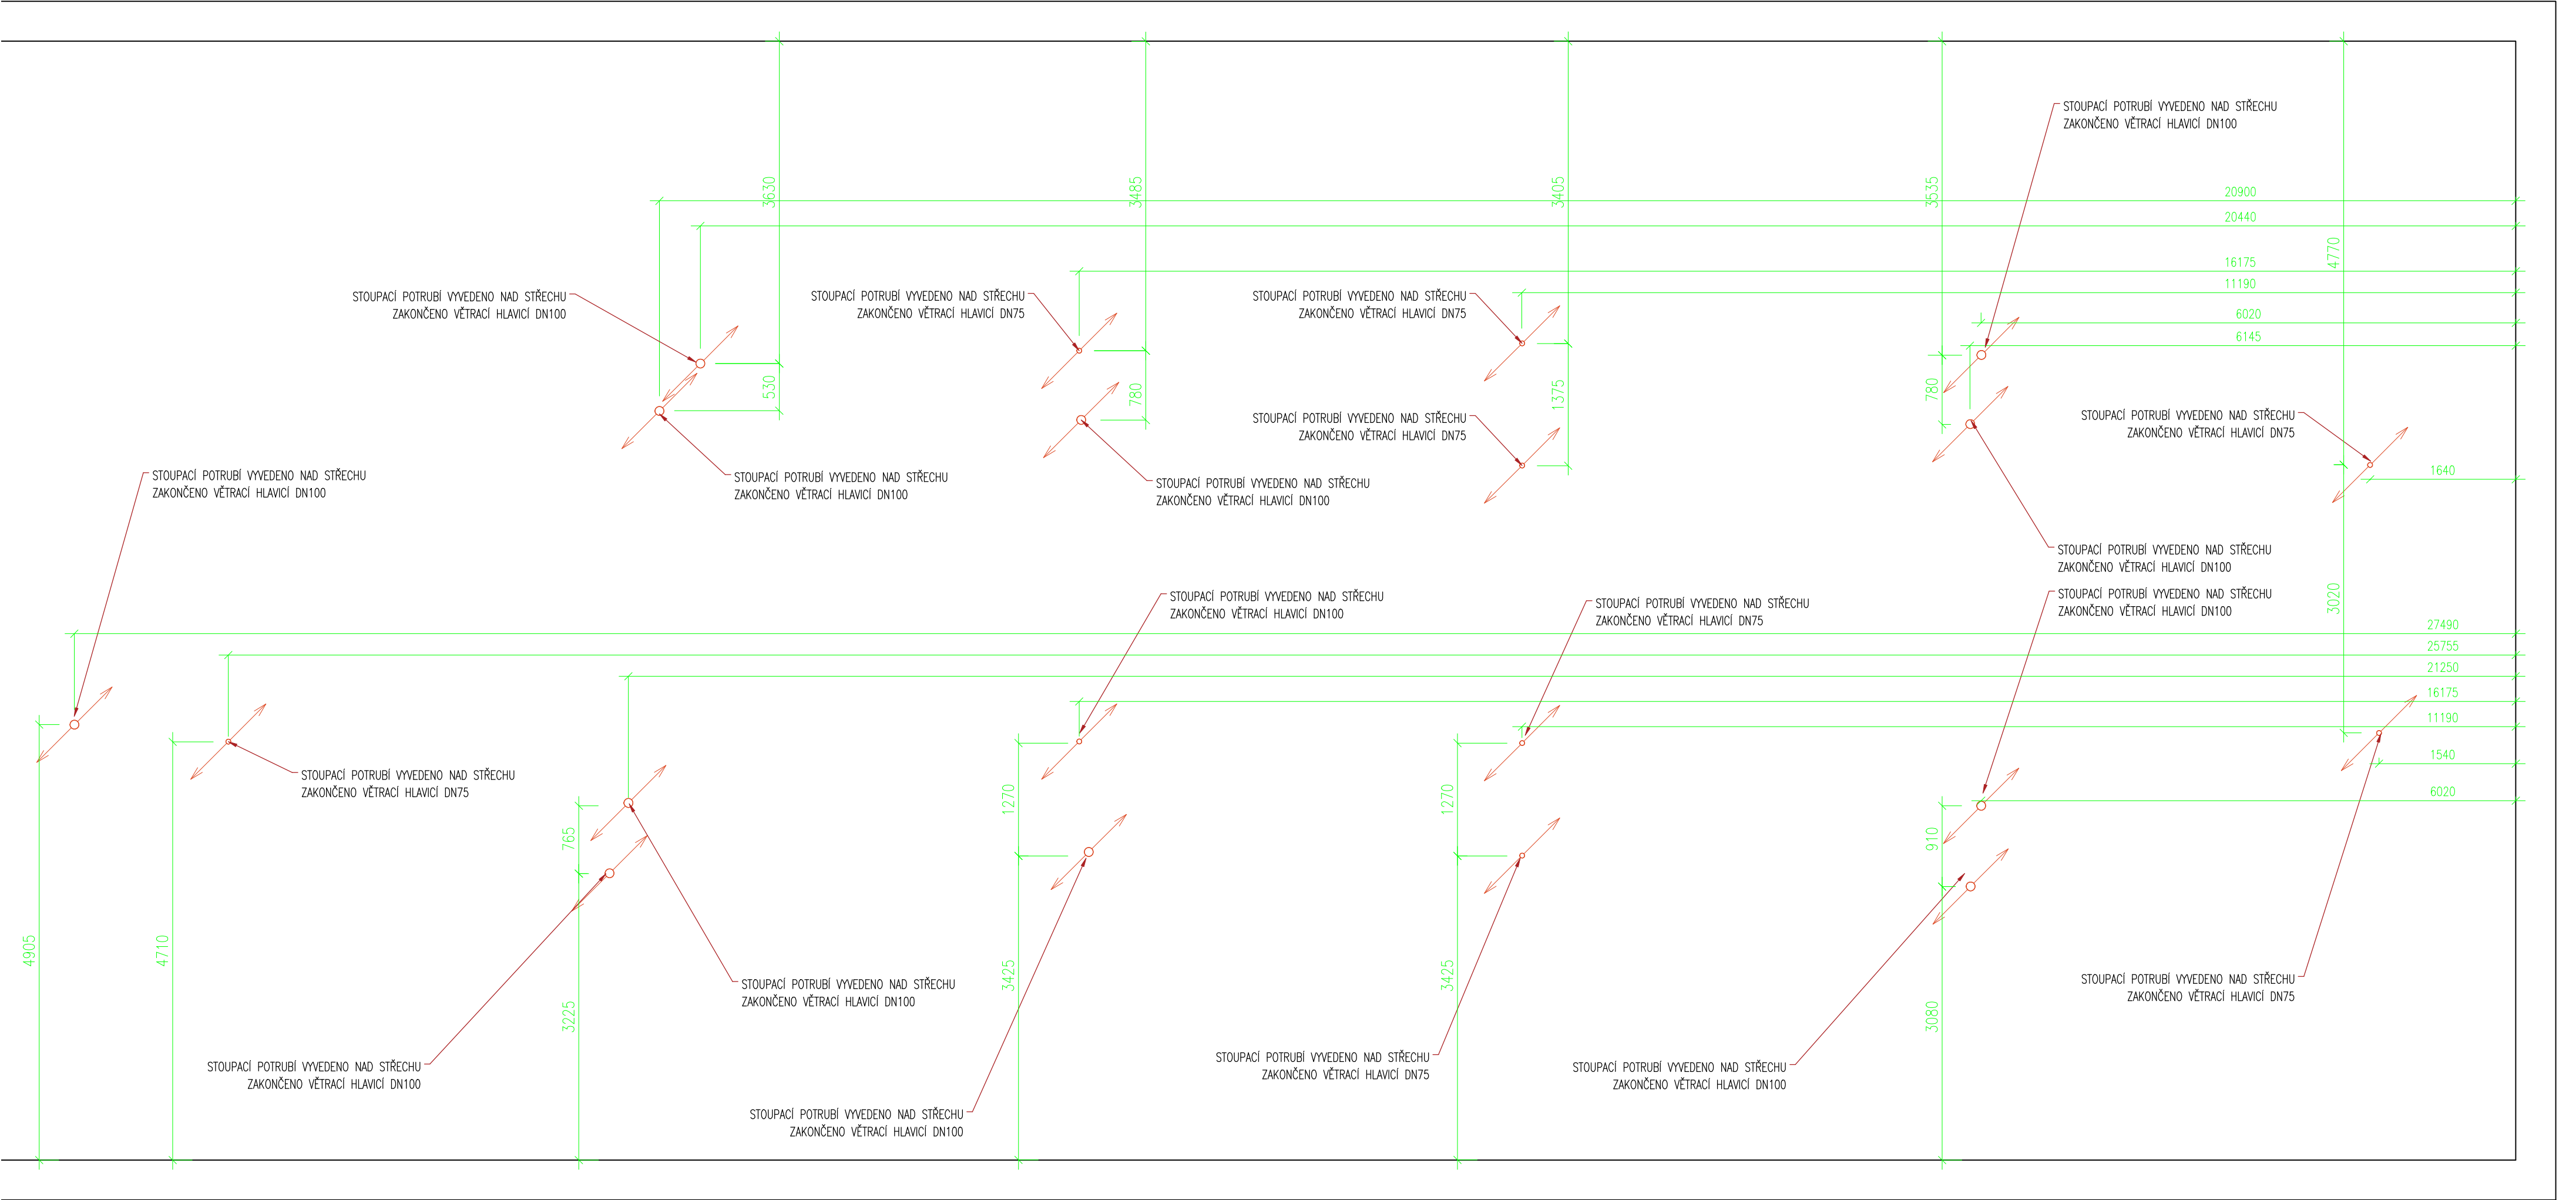 STOUPACÍ POTRUBÍ VYVEDENO NAD STŘECHU
ZAKONČENO VĚTRACÍ HLAVICÍ DN100
3630
3485
3405
3535
20900
20440
4770
16175
11190
6020
6145
STOUPACÍ POTRUBÍ VYVEDENO NAD STŘECHU
ZAKONČENO VĚTRACÍ HLAVICÍ DN100
STOUPACÍ POTRUBÍ VYVEDENO NAD STŘECHU
ZAKONČENO VĚTRACÍ HLAVICÍ DN75
STOUPACÍ POTRUBÍ VYVEDENO NAD STŘECHU
ZAKONČENO VĚTRACÍ HLAVICÍ DN75
530
780
1375
780
STOUPACÍ POTRUBÍ VYVEDENO NAD STŘECHU
ZAKONČENO VĚTRACÍ HLAVICÍ DN75
STOUPACÍ POTRUBÍ VYVEDENO NAD STŘECHU
ZAKONČENO VĚTRACÍ HLAVICÍ DN75
1640
STOUPACÍ POTRUBÍ VYVEDENO NAD STŘECHU
ZAKONČENO VĚTRACÍ HLAVICÍ DN100
STOUPACÍ POTRUBÍ VYVEDENO NAD STŘECHU
ZAKONČENO VĚTRACÍ HLAVICÍ DN100
STOUPACÍ POTRUBÍ VYVEDENO NAD STŘECHU
ZAKONČENO VĚTRACÍ HLAVICÍ DN100
STOUPACÍ POTRUBÍ VYVEDENO NAD STŘECHU
ZAKONČENO VĚTRACÍ HLAVICÍ DN100
STOUPACÍ POTRUBÍ VYVEDENO NAD STŘECHU
ZAKONČENO VĚTRACÍ HLAVICÍ DN100
STOUPACÍ POTRUBÍ VYVEDENO NAD STŘECHU
ZAKONČENO VĚTRACÍ HLAVICÍ DN75
STOUPACÍ POTRUBÍ VYVEDENO NAD STŘECHU
ZAKONČENO VĚTRACÍ HLAVICÍ DN100
3020
27490
25755
21250
16175
11190
1540
6020
STOUPACÍ POTRUBÍ VYVEDENO NAD STŘECHU
ZAKONČENO VĚTRACÍ HLAVICÍ DN75
765
1270
1270
910
4905
4710
3225
3425
3425
3080
STOUPACÍ POTRUBÍ VYVEDENO NAD STŘECHU
ZAKONČENO VĚTRACÍ HLAVICÍ DN100
STOUPACÍ POTRUBÍ VYVEDENO NAD STŘECHU
ZAKONČENO VĚTRACÍ HLAVICÍ DN75
STOUPACÍ POTRUBÍ VYVEDENO NAD STŘECHU
ZAKONČENO VĚTRACÍ HLAVICÍ DN100
STOUPACÍ POTRUBÍ VYVEDENO NAD STŘECHU
ZAKONČENO VĚTRACÍ HLAVICÍ DN75
STOUPACÍ POTRUBÍ VYVEDENO NAD STŘECHU
ZAKONČENO VĚTRACÍ HLAVICÍ DN100
STOUPACÍ POTRUBÍ VYVEDENO NAD STŘECHU
ZAKONČENO VĚTRACÍ HLAVICÍ DN100